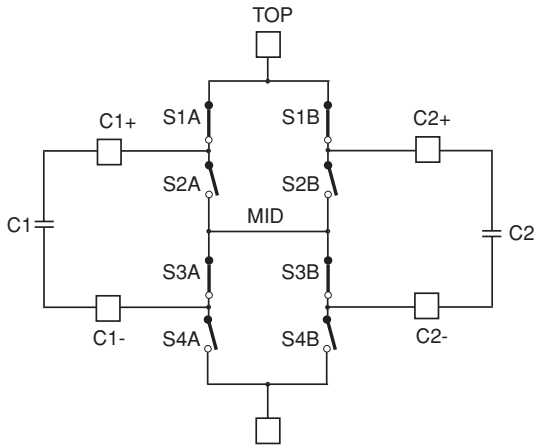 TOP
S1A S1B
C1+ C2+
S2A S2B
MID
C1 C2
S3A S3B
C1- C2-
S4A S4B